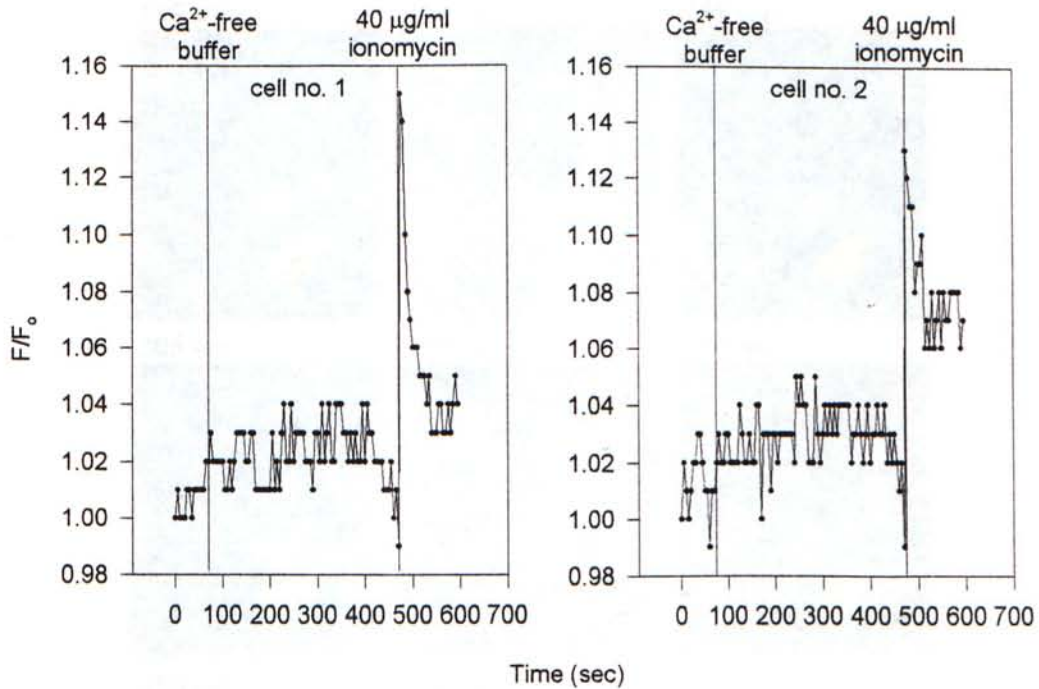 Ca²⁺-free buffer
40 µg/ml ionomycin
cell no. 1
1.16
1.14
1.12
1.10
1.08
1.06
1.04
1.02
1.00
0.98
0 100 200 300 400 500 600 700
F/Fₒ
Ca²⁺-free buffer
40 µg/ml ionomycin
cell no. 2
1.16
1.14
1.12
1.10
1.08
1.06
1.04
1.02
1.00
0.98
0 100 200 300 400 500 600 700
Time (sec)